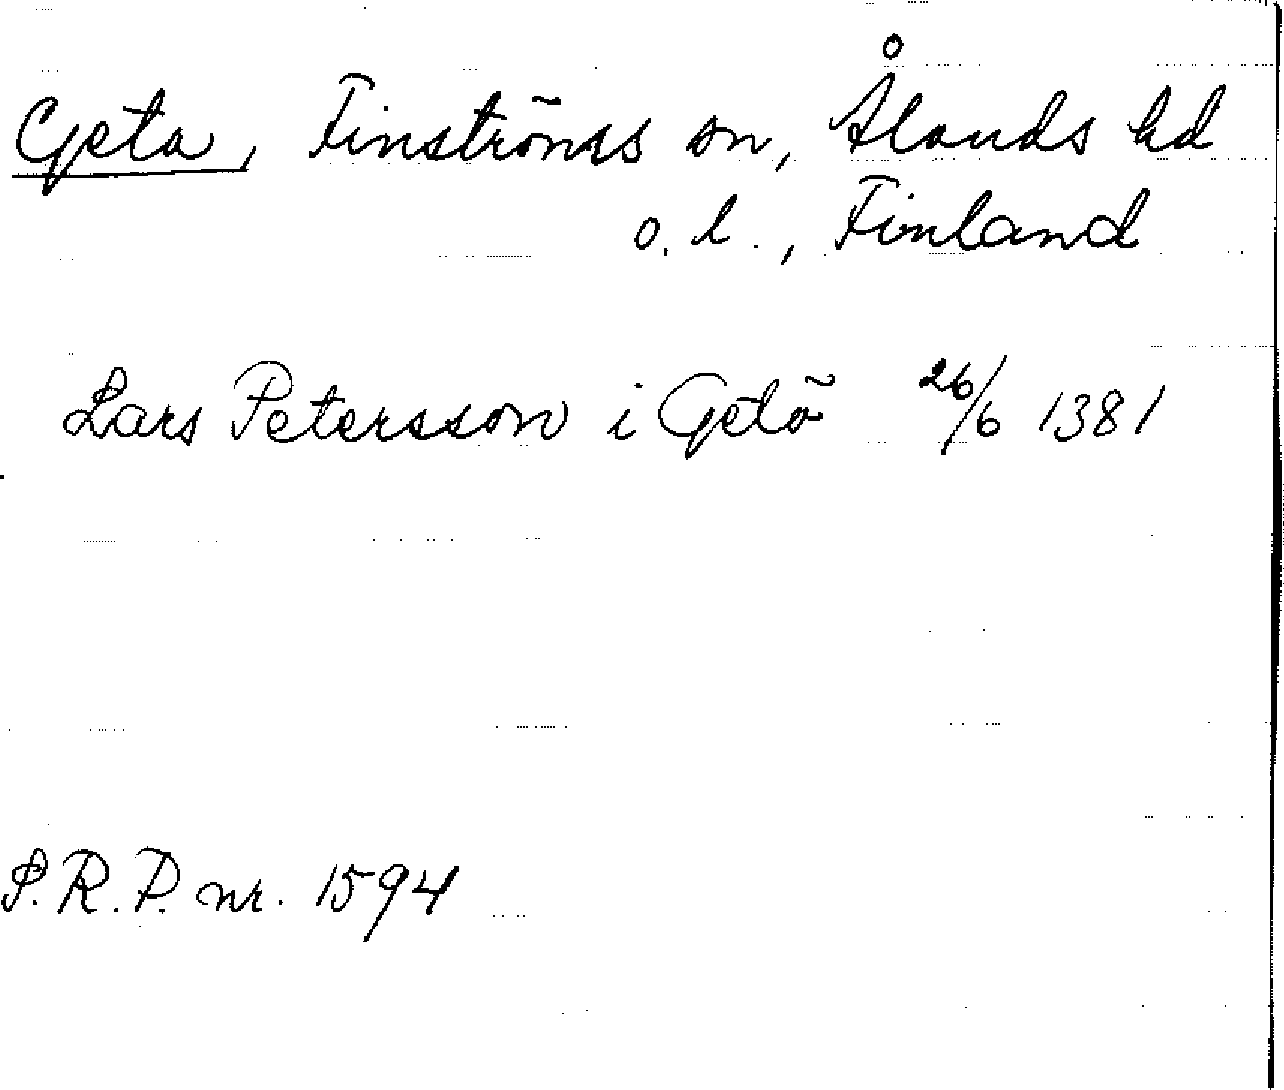 Geta, Finströms sn, Ålands hd
o. l., Finland
Lars Petersson i Getö 26/6 1381
S.R.P. nr. 1594